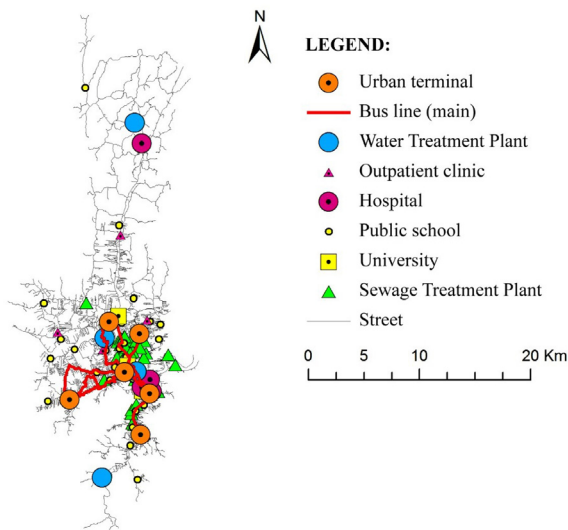 N
LEGEND:
Urban terminal
Bus line (main)
Water Treatment Plant
Outpatient clinic
Hospital
Public school
University
Sewage Treatment Plant
Street
0 5 10 20 Km